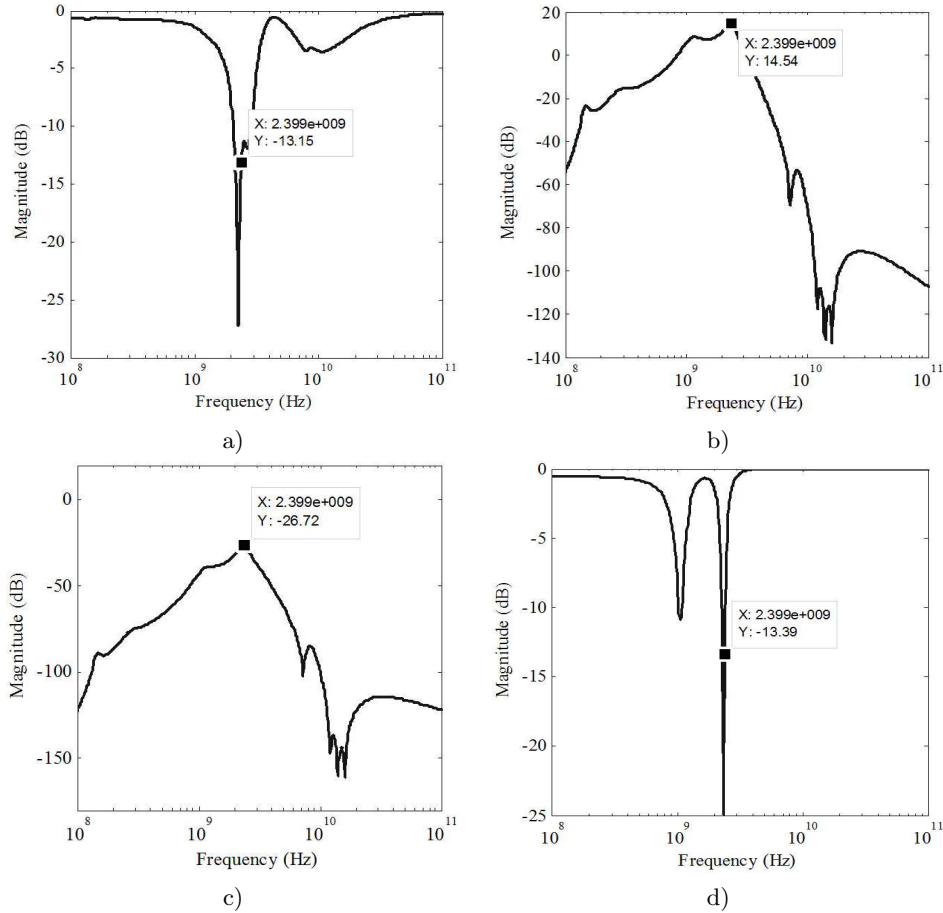 0
-5
-10
-15
-20
-25
-30
Magnitude (dB)
X: 2.399e+009
Y: -13.15
10^8
10^9
10^10
10^11
Frequency (Hz)
a)
20
0
-20
-40
-60
-80
-100
-120
-140
Magnitude (dB)
X: 2.399e+009
Y: 14.54
10^8
10^9
10^10
10^11
Frequency (Hz)
b)
0
-50
-100
-150
Magnitude (dB)
X: 2.399e+009
Y: -26.72
10^8
10^9
10^10
10^11
Frequency (Hz)
c)
0
-5
-10
-15
-20
-25
Magnitude (dB)
X: 2.399e+009
Y: -13.39
10^8
10^9
10^10
10^11
Frequency (Hz)
d)